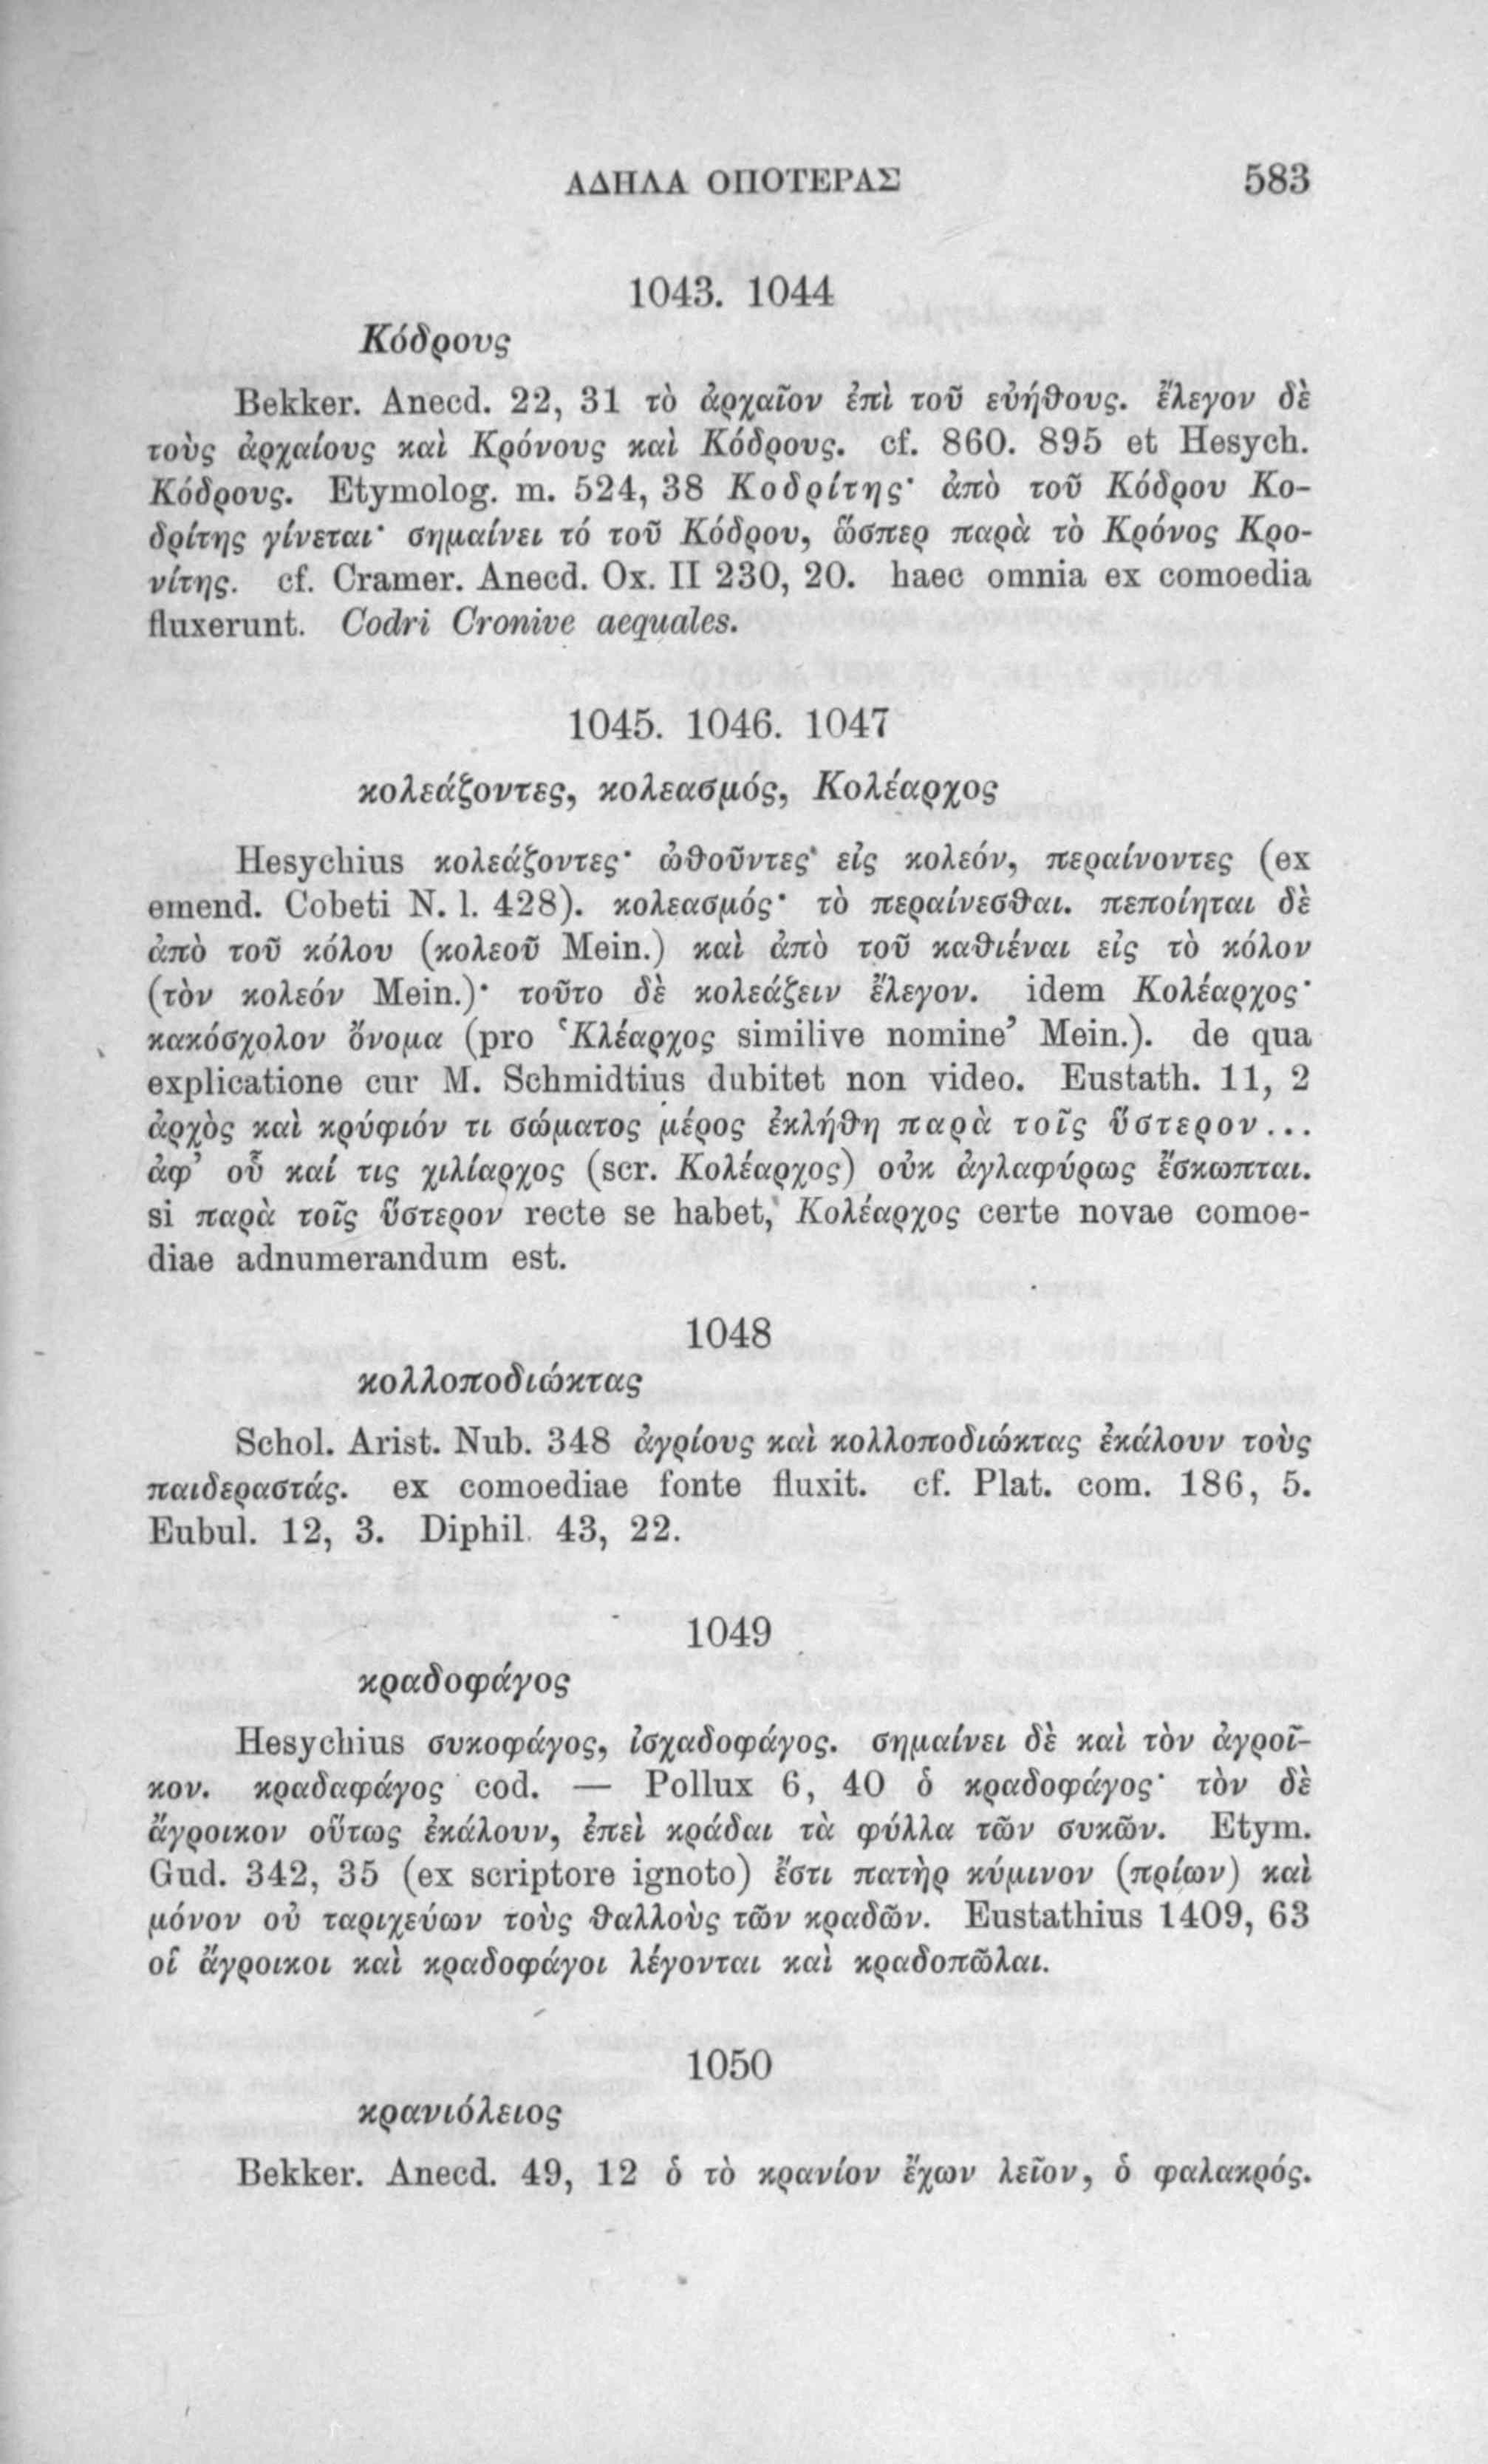 ΑΔΗΛΑ ΟΠΟΤΕΡΑΣ 583
1043. 1044
Κόδρους
Bekker. Anecd. 22, 31 τὸ ἀρχαῖον ἐπὶ τοῦ εὐήθους. ἔλεγον δὲ
τοὺς ἀρχαίους καὶ Κρόνους καὶ Κόδρους. cf. 860. 895 et Hesych.
Κόδρους. Etymolog. m. 524, 38 Κοδρίτης· ἀπὸ τοῦ Κόδρου Κο-
δρίτης γίνεται· σημαίνει τό τοῦ Κόδρου, ὥσπερ παρὰ τὸ Κρόνος Κρο-
νίτης. cf. Cramer. Anecd. Ox. II 230, 20. haec omnia ex comoedia
fluxerunt. Codri Cronive aequales.
1045. 1046. 1047
κολεάζοντες, κολεασμός, Κολέαρχος
Hesychius κολεάζοντες· ὠθοῦντες· εἰς κολεόν, περαίνοντες (ex
emend. Cobeti N. l. 428). κολεασμός· τὸ περαίνεσθαι. πεποίηται δὲ
ἀπὸ τοῦ κόλου (κολεοῦ Mein.) καὶ ἀπὸ τοῦ καθιέναι εἰς τὸ κόλον
(τὸν κολεόν Mein.)· τοῦτο δὲ κολεάζειν ἔλεγον. idem Κολέαρχος·
κακόσχολον ὄνομα (pro ‘Κλέαρχος similive nomine’ Mein.). de qua
explicatione cur M. Schmidtius dubitet non video. Eustath. 11, 2
ἀρχὸς καὶ κρύφιόν τι σώματος μέρος ἐκλήθη παρὰ τοῖς ὕστερον...
ἀφ’ οὗ καί τις χιλίαρχος (scr. Κολέαρχος) οὐκ ἀγλαφύρως ἔσκωπται.
si παρὰ τοῖς ὕστερον recte se habet, Κολέαρχος certe novae comoe-
diae adnumerandum est.
1048
κολλοποδιώκτας
Schol. Arist. Nub. 348 ἀγρίους καὶ κολλοποδιώκτας ἐκάλουν τοὺς
παιδεραστάς. ex comoediae fonte fluxit. cf. Plat. com. 186, 5.
Eubul. 12, 3. Diphil. 43, 22.
1049
κραδοφάγος
Hesychius συκοφάγος, ἰσχαδοφάγος. σημαίνει δὲ καὶ τὸν ἀγροῖ-
κον. κραδαφάγος cod. — Pollux 6, 40 ὁ κραδοφάγος· τὸν δὲ
ἄγροικον οὕτως ἐκάλουν, ἐπεὶ κράδαι τὰ φύλλα τῶν συκῶν. Etym.
Gud. 342, 35 (ex scriptore ignoto) ἔστι πατὴρ κύμινον (πρίων) καὶ
μόνον οὐ ταριχεύων τοὺς θαλλοὺς τῶν κραδῶν. Eustathius 1409, 63
οἱ ἄγροικοι καὶ κραδοφάγοι λέγονται καὶ κραδοπῶλαι.
1050
κρανιόλειος
Bekker. Anecd. 49, 12 ὁ τὸ κρανίον ἔχων λεῖον, ὁ φαλακρός.